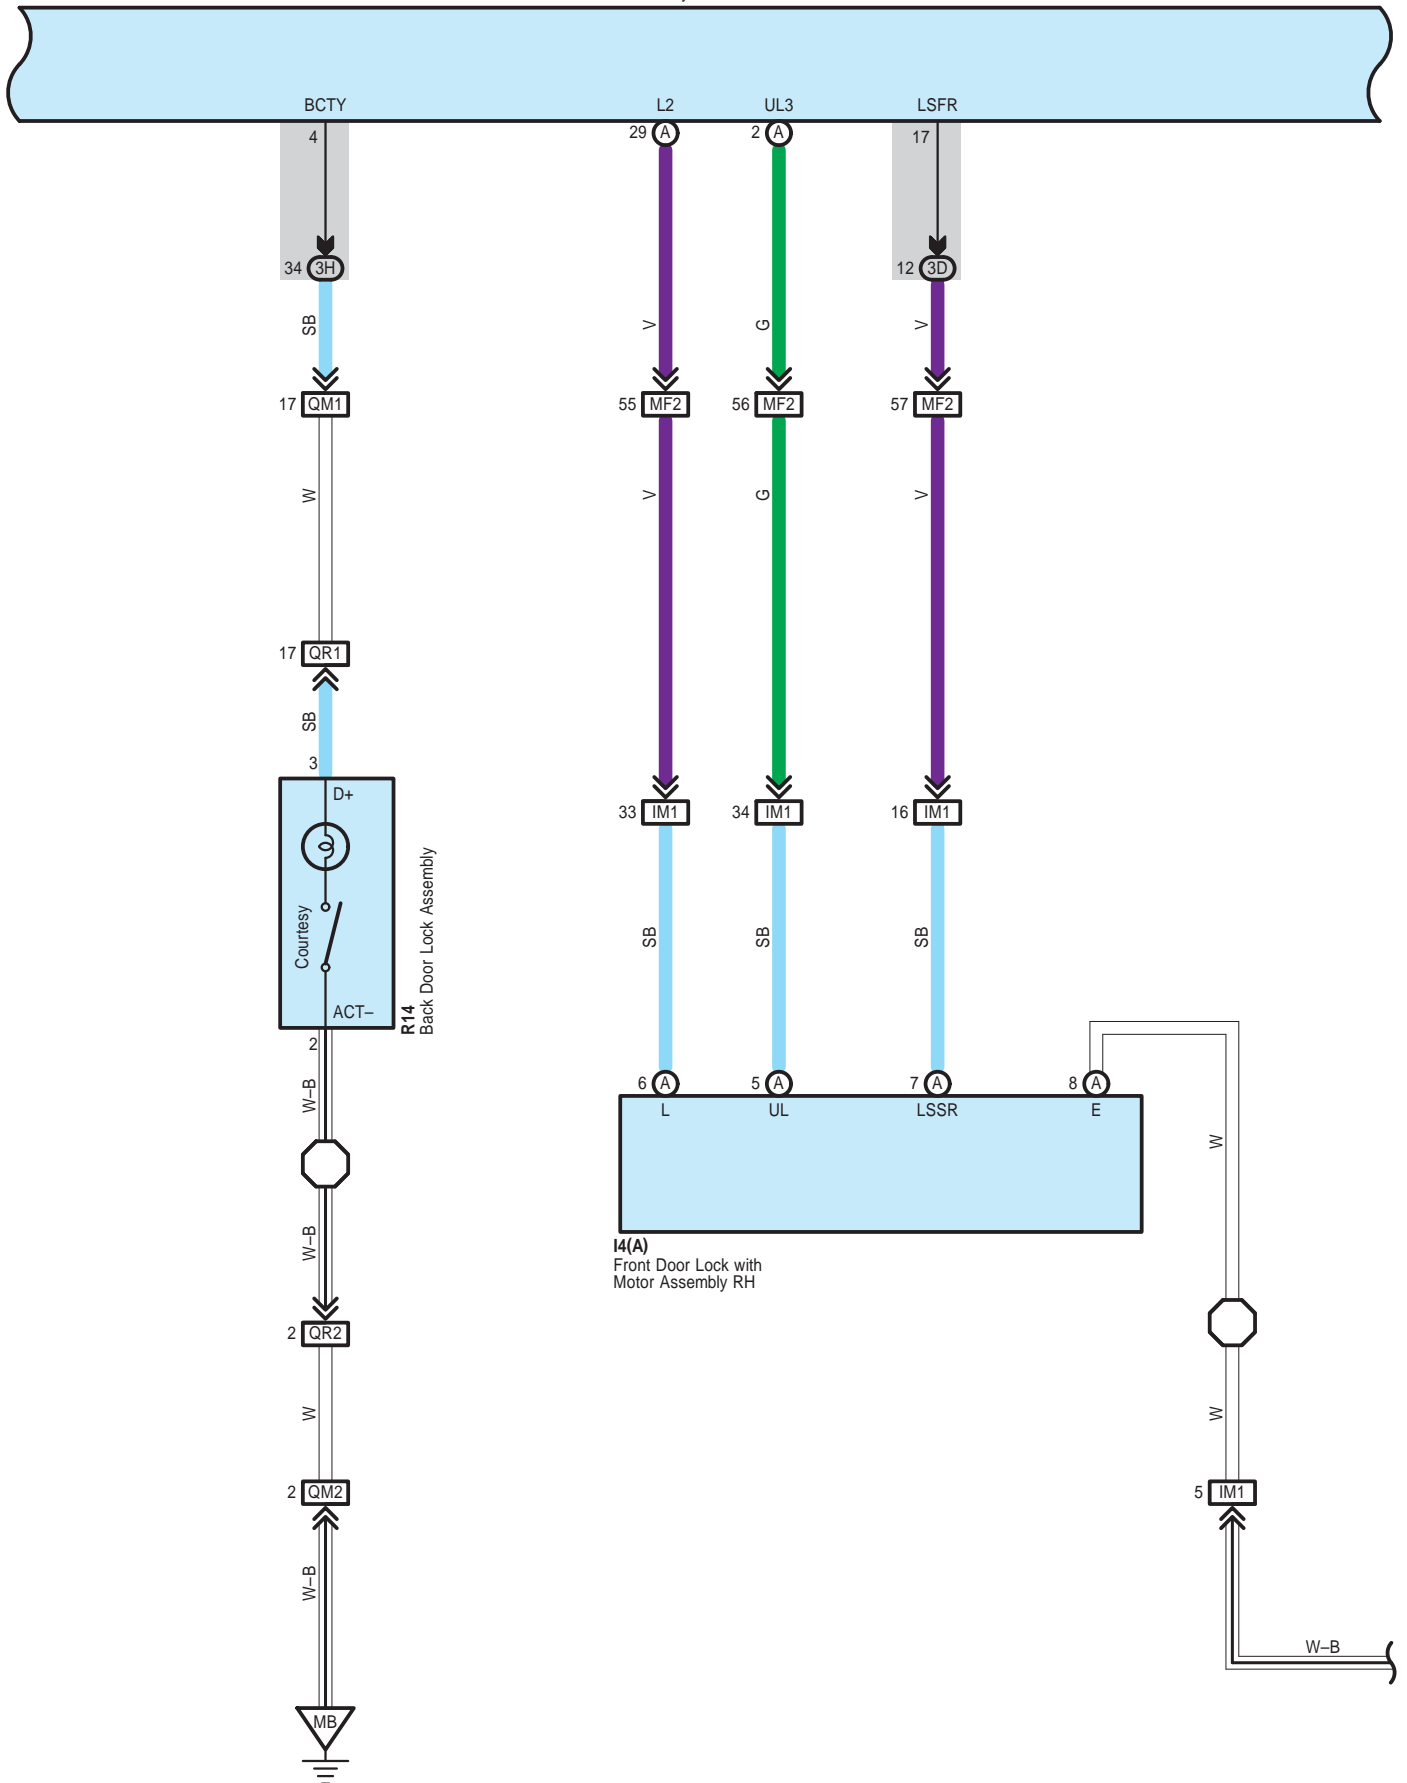 BCTY L2 UL3 LSFR
4 29 A 2 A 17
34 3H 12 3D
SB V G V
17 QM1 55 MF2 56 MF2 57 MF2
W V G V
17 QR1
SB
3
D+
33 IM1 34 IM1 16 IM1
Courtesy
ACT–
R14
Back Door Lock Assembly
SB SB SB
2
W–B
6 A 5 A 7 A 8 A
L UL LSSR E
W
W–B
I4(A)
Front Door Lock with
Motor Assembly RH
2 QR2
W W
2 QM2 5 IM1
W–B
W–B
MB